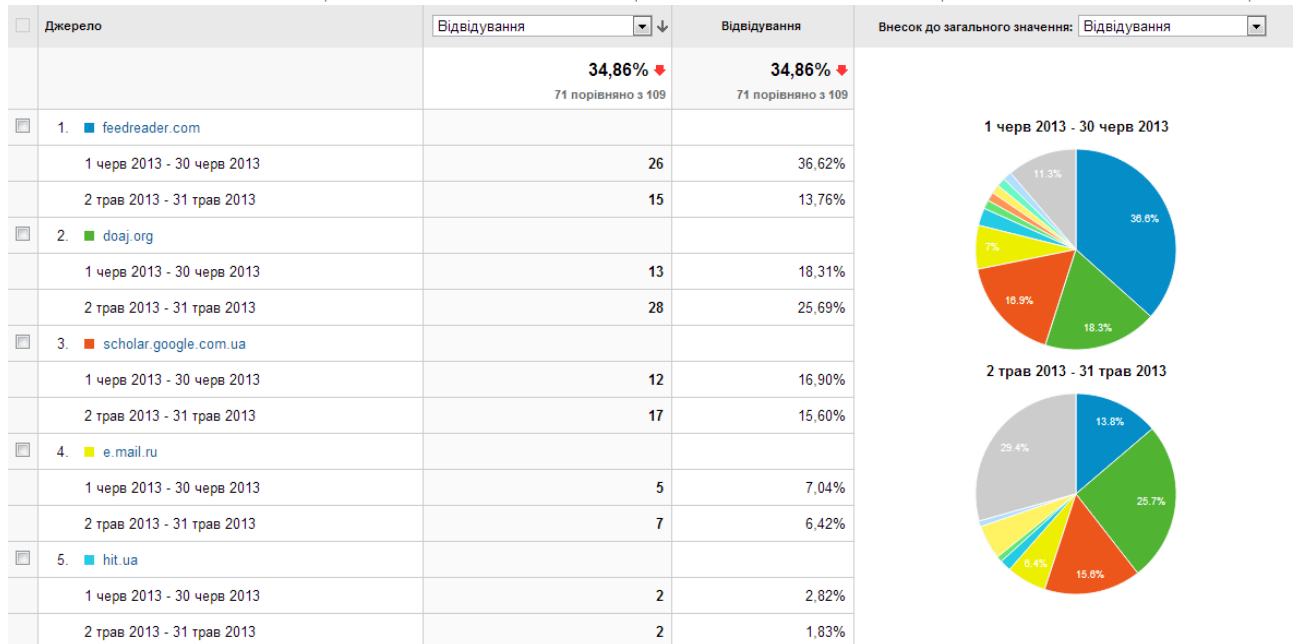 Джерело Відвідування Відвідування Внесок до загального значення: Відвідування
34,86% 34,86%
71 порівняно з 109 71 порівняно з 109
1. feedreader.com
1 черв 2013 - 30 черв 2013 26 36,62%
2 трав 2013 - 31 трав 2013 15 13,76%
2. doaj.org
1 черв 2013 - 30 черв 2013 13 18,31%
2 трав 2013 - 31 трав 2013 28 25,69%
3. scholar.google.com.ua
1 черв 2013 - 30 черв 2013 12 16,90%
2 трав 2013 - 31 трав 2013 17 15,60%
4. e.mail.ru
1 черв 2013 - 30 черв 2013 5 7,04%
2 трав 2013 - 31 трав 2013 7 6,42%
5. hit.ua
1 черв 2013 - 30 черв 2013 2 2,82%
2 трав 2013 - 31 трав 2013 2 1,83%
1 черв 2013 - 30 черв 2013
11.3%
36.6%
7%
16.9%
18.3%
2 трав 2013 - 31 трав 2013
13.8%
29.4%
25.7%
6.4%
15.6%